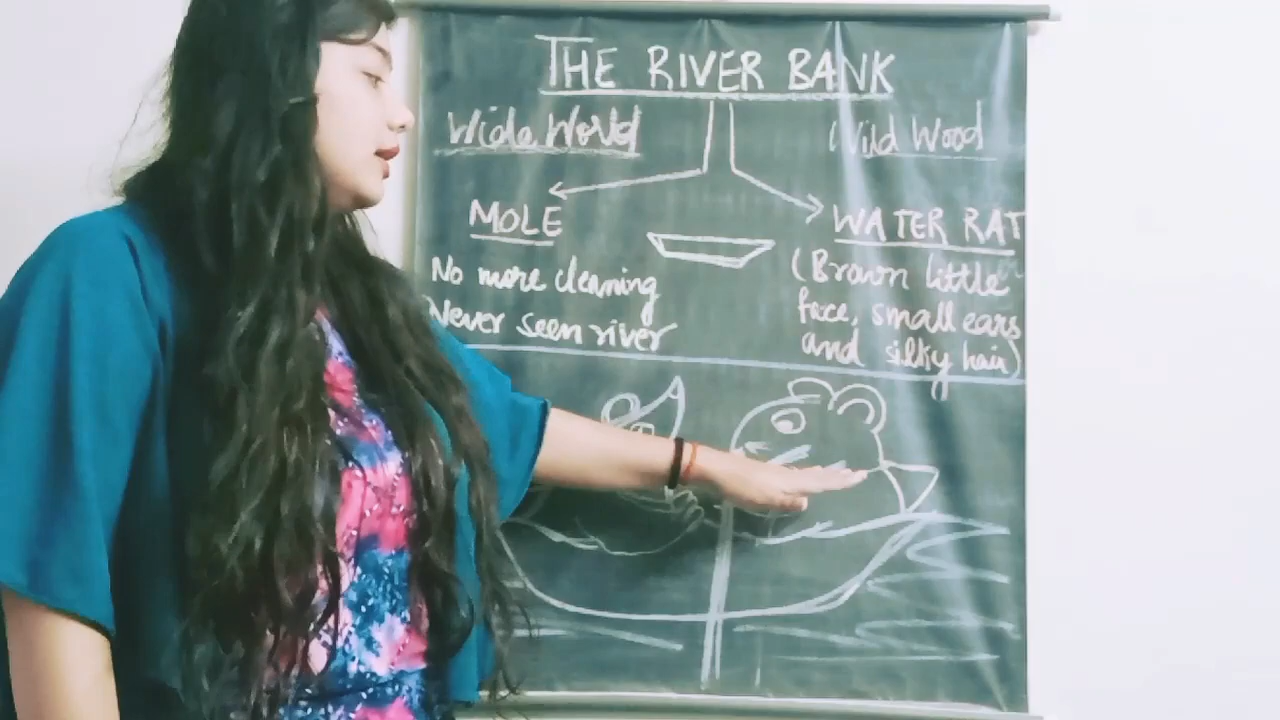 THE RIVER BANK
Wide World
Wild Wood
MOLE
No more cleaning
Never seen river
WATER RAT
(Brown little
face, small ears
and silky hair)